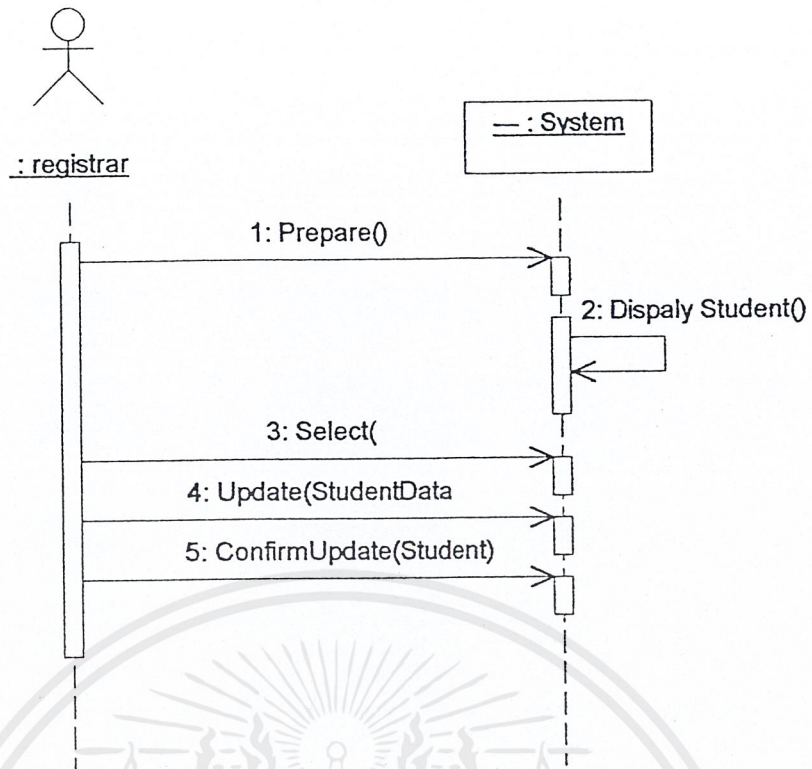 : registrar
— : System
1: Prepare()
2: Dispaly Student()
3: Select(
4: Update(StudentData
5: ConfirmUpdate(Student)